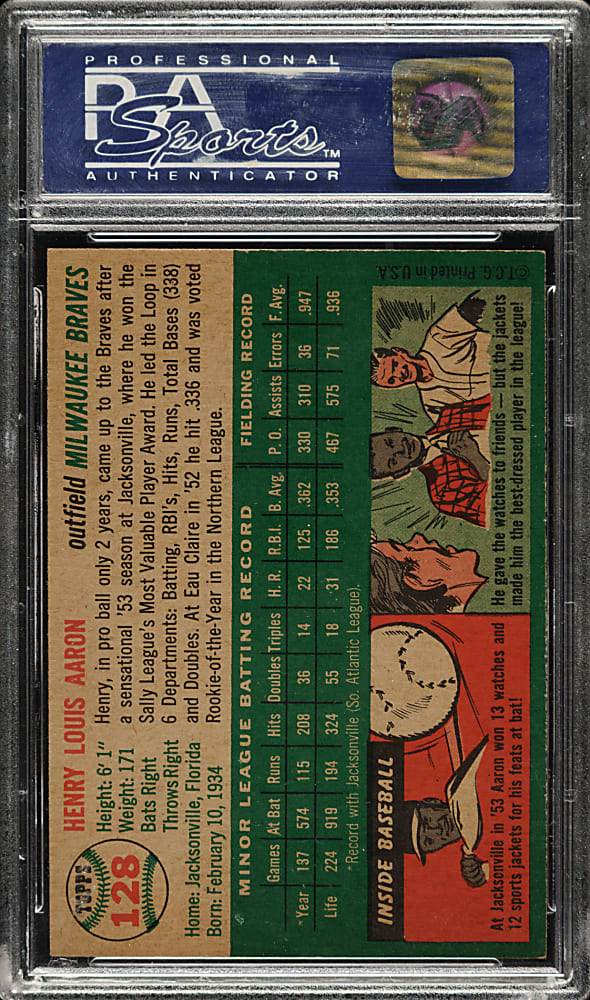 PROFESSIONAL
PSA
Sports™
AUTHENTICATOR
TOPPS
128
HENRY LOUIS AARON
outfield MILWAUKEE BRAVES
Height: 6' 1"
Weight: 171
Bats Right
Throws Right
Home: Jacksonville, Florida
Born: February 10, 1934
Henry, in pro ball only 2 years, came up to the Braves after
a sensational '53 season at Jacksonville, where he won the
Sally League's Most Valuable Player Award. He led the Loop in
6 Departments: Batting, RBI's, Hits, Runs, Total Bases (338)
and Doubles. At Eau Claire in '52 he hit .336 and was voted
Rookie-of-the-Year in the Northern League.
MINOR LEAGUE BATTING RECORD FIELDING RECORD
Games At Bat Runs Hits Doubles Triples H.R. R.B.I. B. Avg. P. O. Assists Errors F. Avg.
*Year 137 574 115 208 36 14 22 125. .362 330 310 36 .947
Life 224 919 194 324 55 18 31 186 .353 467 575 71 .936
*Record with Jacksonville (So. Atlantic League).
©T.C.G. Printed in U.S.A.
INSIDE BASEBALL
At Jacksonville in '53 Aaron won 13 watches and
12 sports jackets for his feats at bat!
He gave the watches to friends — but the jackets
made him the best-dressed player in the league!